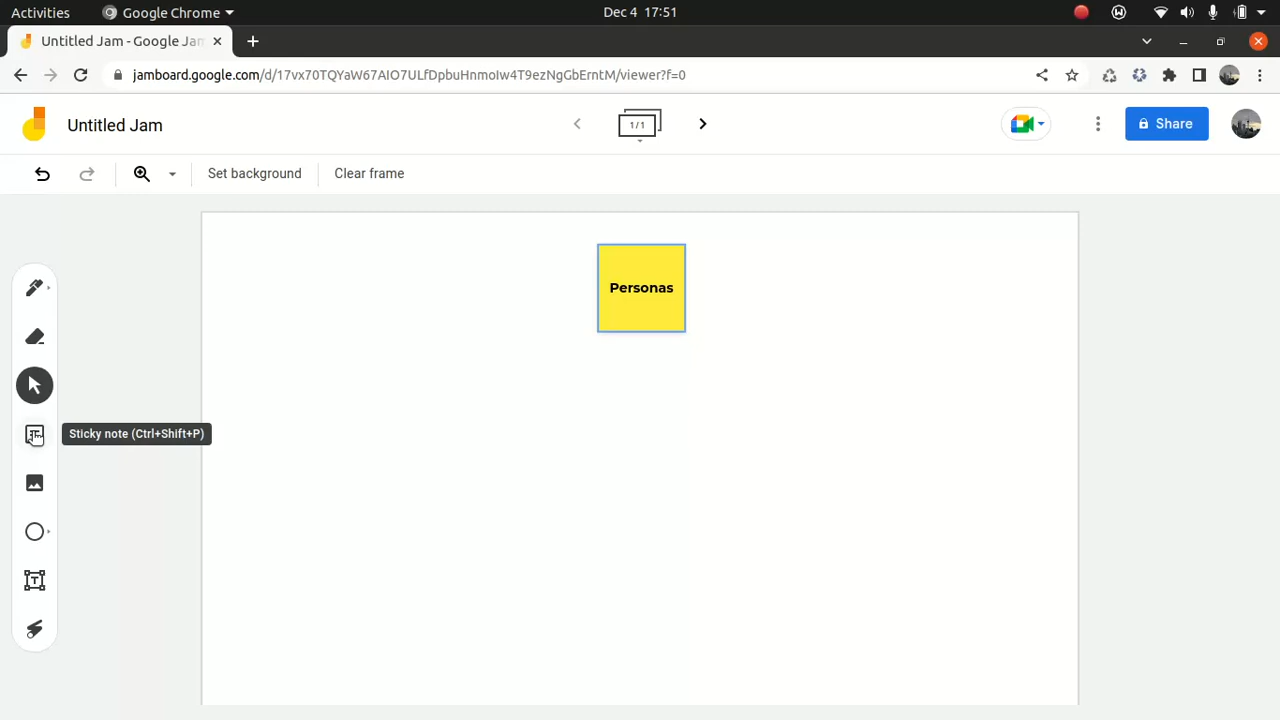 Activities
Google Chrome
Dec 4 17:51
Untitled Jam - Google Jam
jamboard.google.com/d/17vx70TQYaW67AIO7ULfDpbuHnmoIw4T9ezNgGbErntM/viewer?f=0
Untitled Jam
1/1
Share
Set background
Clear frame
Personas
Sticky note (Ctrl+Shift+P)